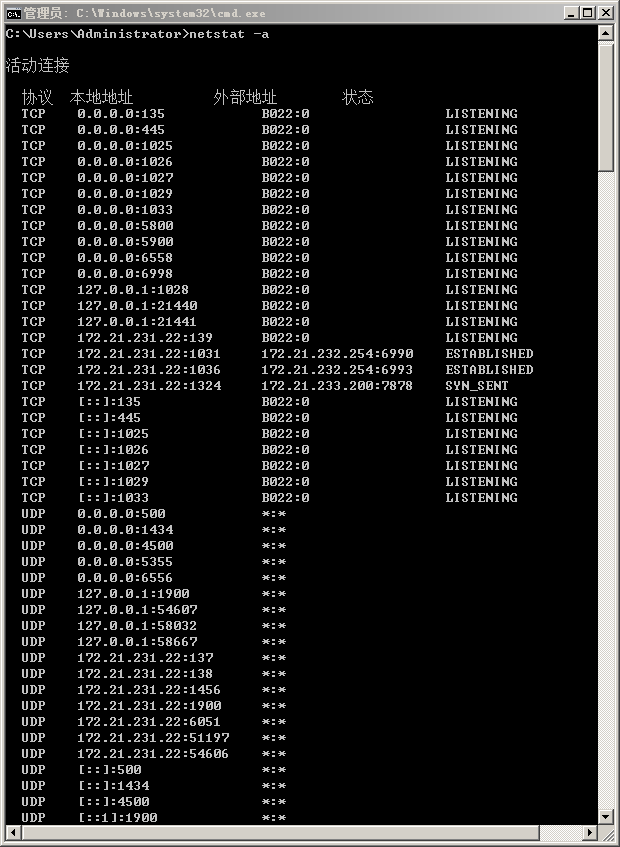 管理员: C:\Windows\system32\cmd.exe
C:\Users\Administrator>netstat -a
活动连接
协议 本地地址 外部地址 状态
TCP 0.0.0.0:135 B022:0 LISTENING
TCP 0.0.0.0:445 B022:0 LISTENING
TCP 0.0.0.0:1025 B022:0 LISTENING
TCP 0.0.0.0:1026 B022:0 LISTENING
TCP 0.0.0.0:1027 B022:0 LISTENING
TCP 0.0.0.0:1029 B022:0 LISTENING
TCP 0.0.0.0:1033 B022:0 LISTENING
TCP 0.0.0.0:5800 B022:0 LISTENING
TCP 0.0.0.0:5900 B022:0 LISTENING
TCP 0.0.0.0:6558 B022:0 LISTENING
TCP 0.0.0.0:6998 B022:0 LISTENING
TCP 127.0.0.1:1028 B022:0 LISTENING
TCP 127.0.0.1:21440 B022:0 LISTENING
TCP 127.0.0.1:21441 B022:0 LISTENING
TCP 172.21.231.22:139 B022:0 LISTENING
TCP 172.21.231.22:1031 172.21.232.254:6990 ESTABLISHED
TCP 172.21.231.22:1036 172.21.232.254:6993 ESTABLISHED
TCP 172.21.231.22:1324 172.21.233.200:7878 SYN_SENT
TCP [::]:135 B022:0 LISTENING
TCP [::]:445 B022:0 LISTENING
TCP [::]:1025 B022:0 LISTENING
TCP [::]:1026 B022:0 LISTENING
TCP [::]:1027 B022:0 LISTENING
TCP [::]:1029 B022:0 LISTENING
TCP [::]:1033 B022:0 LISTENING
UDP 0.0.0.0:500 *:*
UDP 0.0.0.0:1434 *:*
UDP 0.0.0.0:4500 *:*
UDP 0.0.0.0:5355 *:*
UDP 0.0.0.0:6556 *:*
UDP 127.0.0.1:1900 *:*
UDP 127.0.0.1:54607 *:*
UDP 127.0.0.1:58032 *:*
UDP 127.0.0.1:58667 *:*
UDP 172.21.231.22:137 *:*
UDP 172.21.231.22:138 *:*
UDP 172.21.231.22:1456 *:*
UDP 172.21.231.22:1900 *:*
UDP 172.21.231.22:6051 *:*
UDP 172.21.231.22:51197 *:*
UDP 172.21.231.22:54606 *:*
UDP [::]:500 *:*
UDP [::]:1434 *:*
UDP [::]:4500 *:*
UDP [::1]:1900 *:*